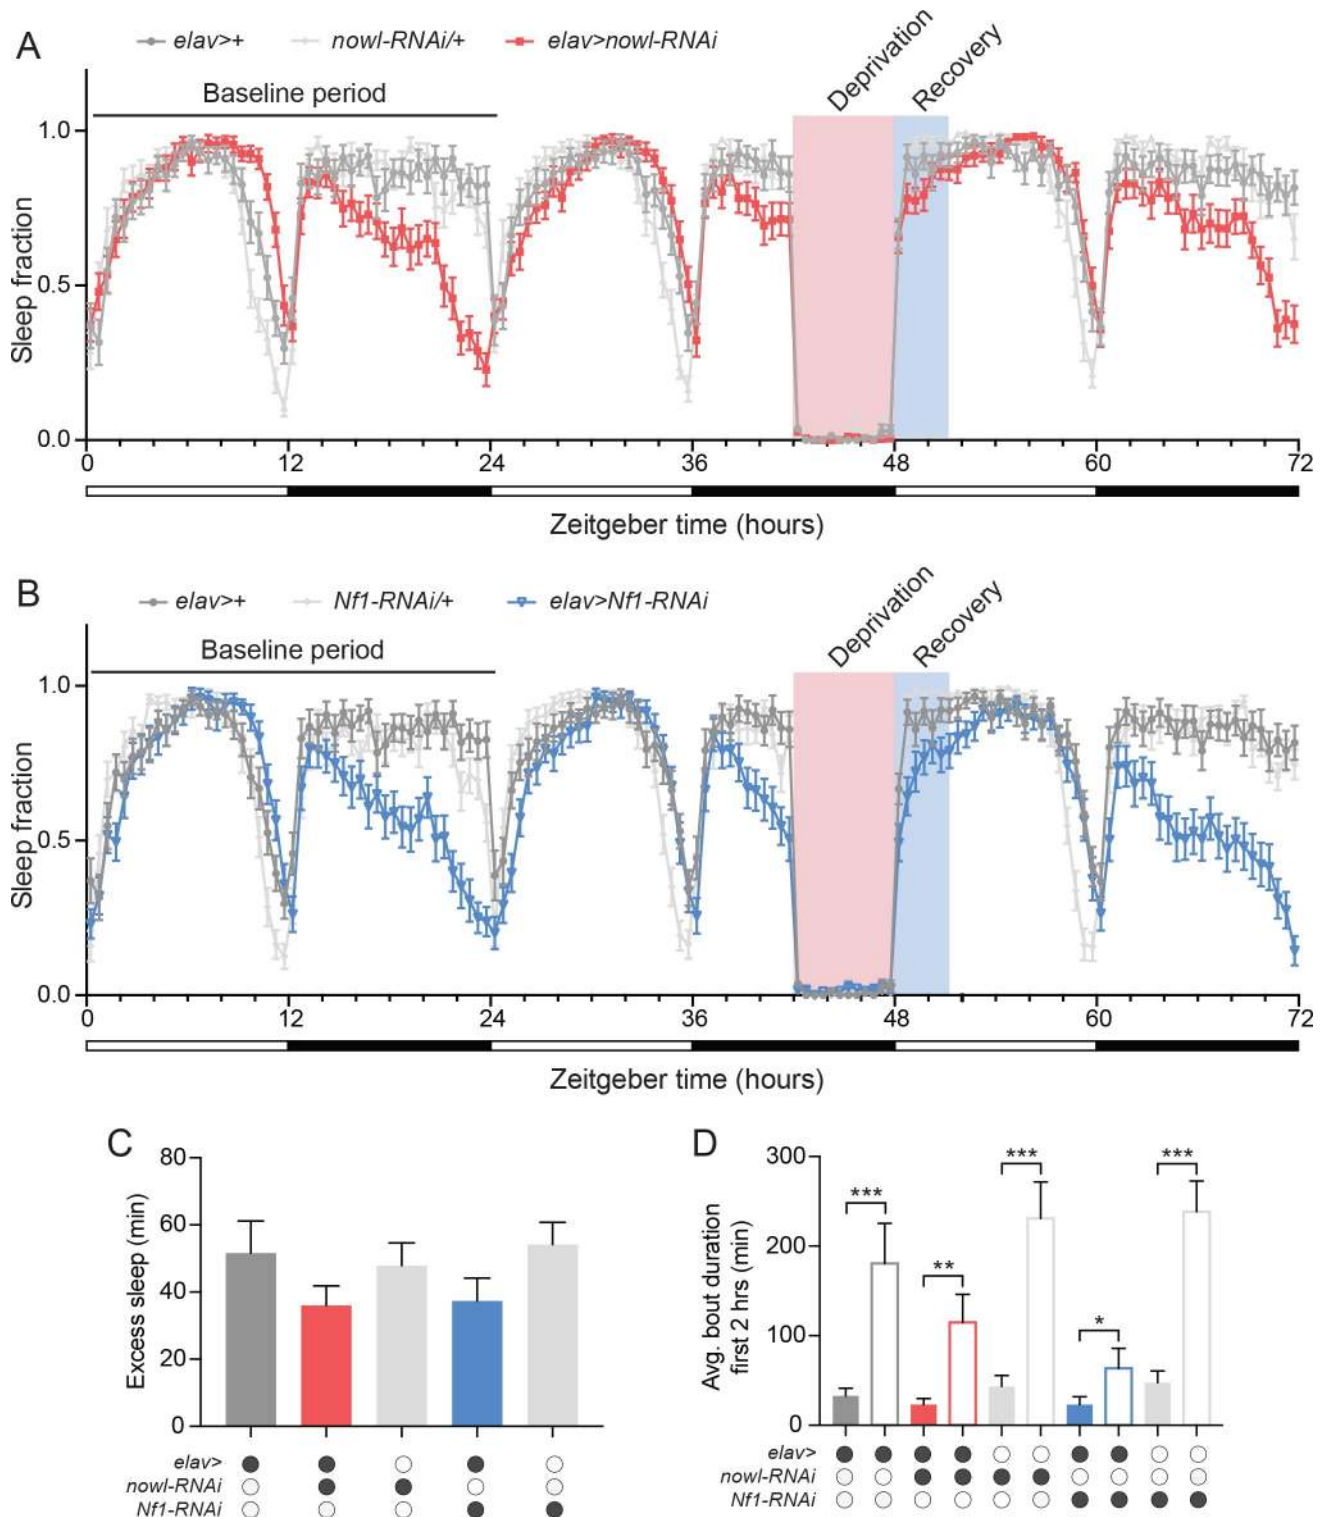 A
elav>+ nowl-RNAi/+ elav>nowl-RNAi
Baseline period
Deprivation
Recovery
1.0
0.5
0.0
Sleep fraction
0 12 24 36 48 60 72
Zeitgeber time (hours)
B
elav>+ Nf1-RNAi/+ elav>Nf1-RNAi
Baseline period
Deprivation
Recovery
1.0
0.5
0.0
Sleep fraction
0 12 24 36 48 60 72
Zeitgeber time (hours)
C
80
60
40
20
0
Excess sleep (min)
elav>
nowl-RNAi
Nf1-RNAi
D
300
200
100
0
Avg. bout duration
first 2 hrs (min)
*** ** *** * ***
elav>
nowl-RNAi
Nf1-RNAi